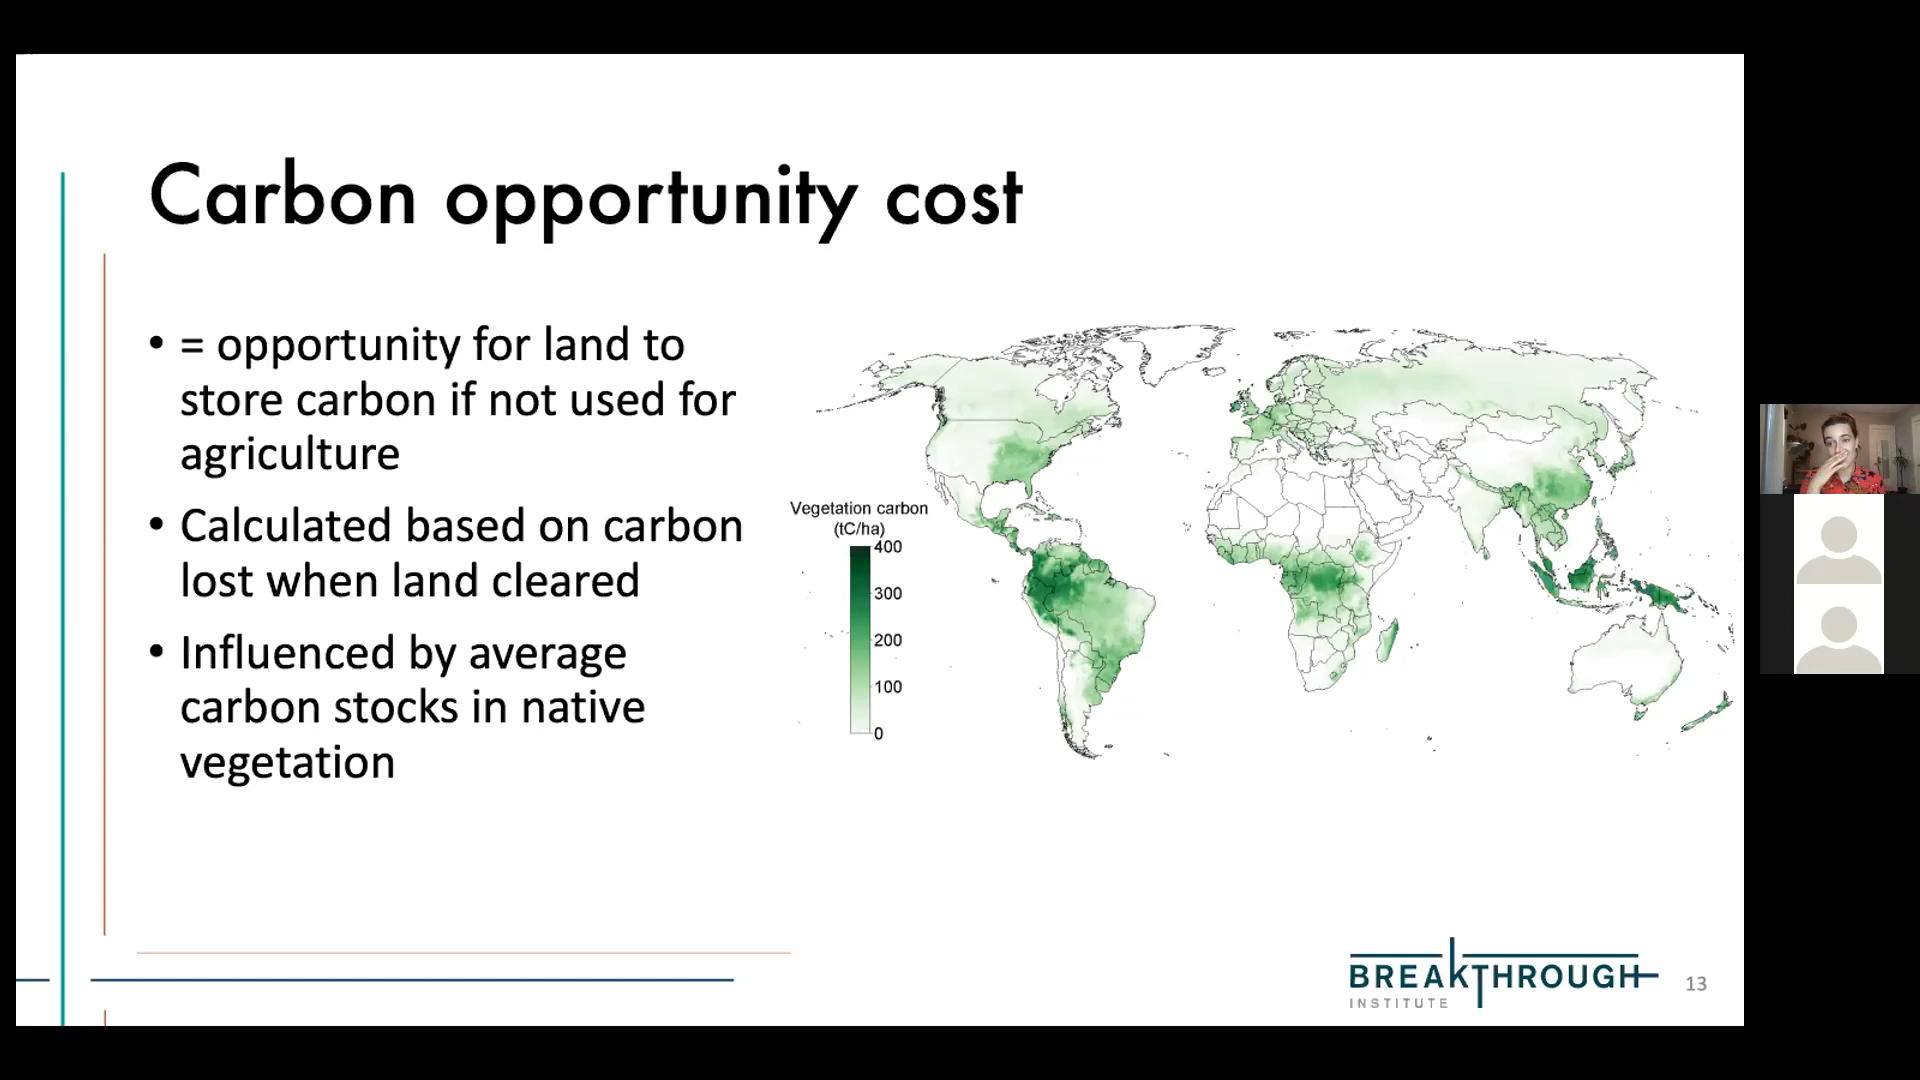 Carbon opportunity cost
• = opportunity for land to
store carbon if not used for
agriculture
• Calculated based on carbon
lost when land cleared
• Influenced by average
carbon stocks in native
vegetation
Vegetation carbon
(tC/ha)
400
300
200
100
0
BREAKTHROUGH
INSTITUTE
13